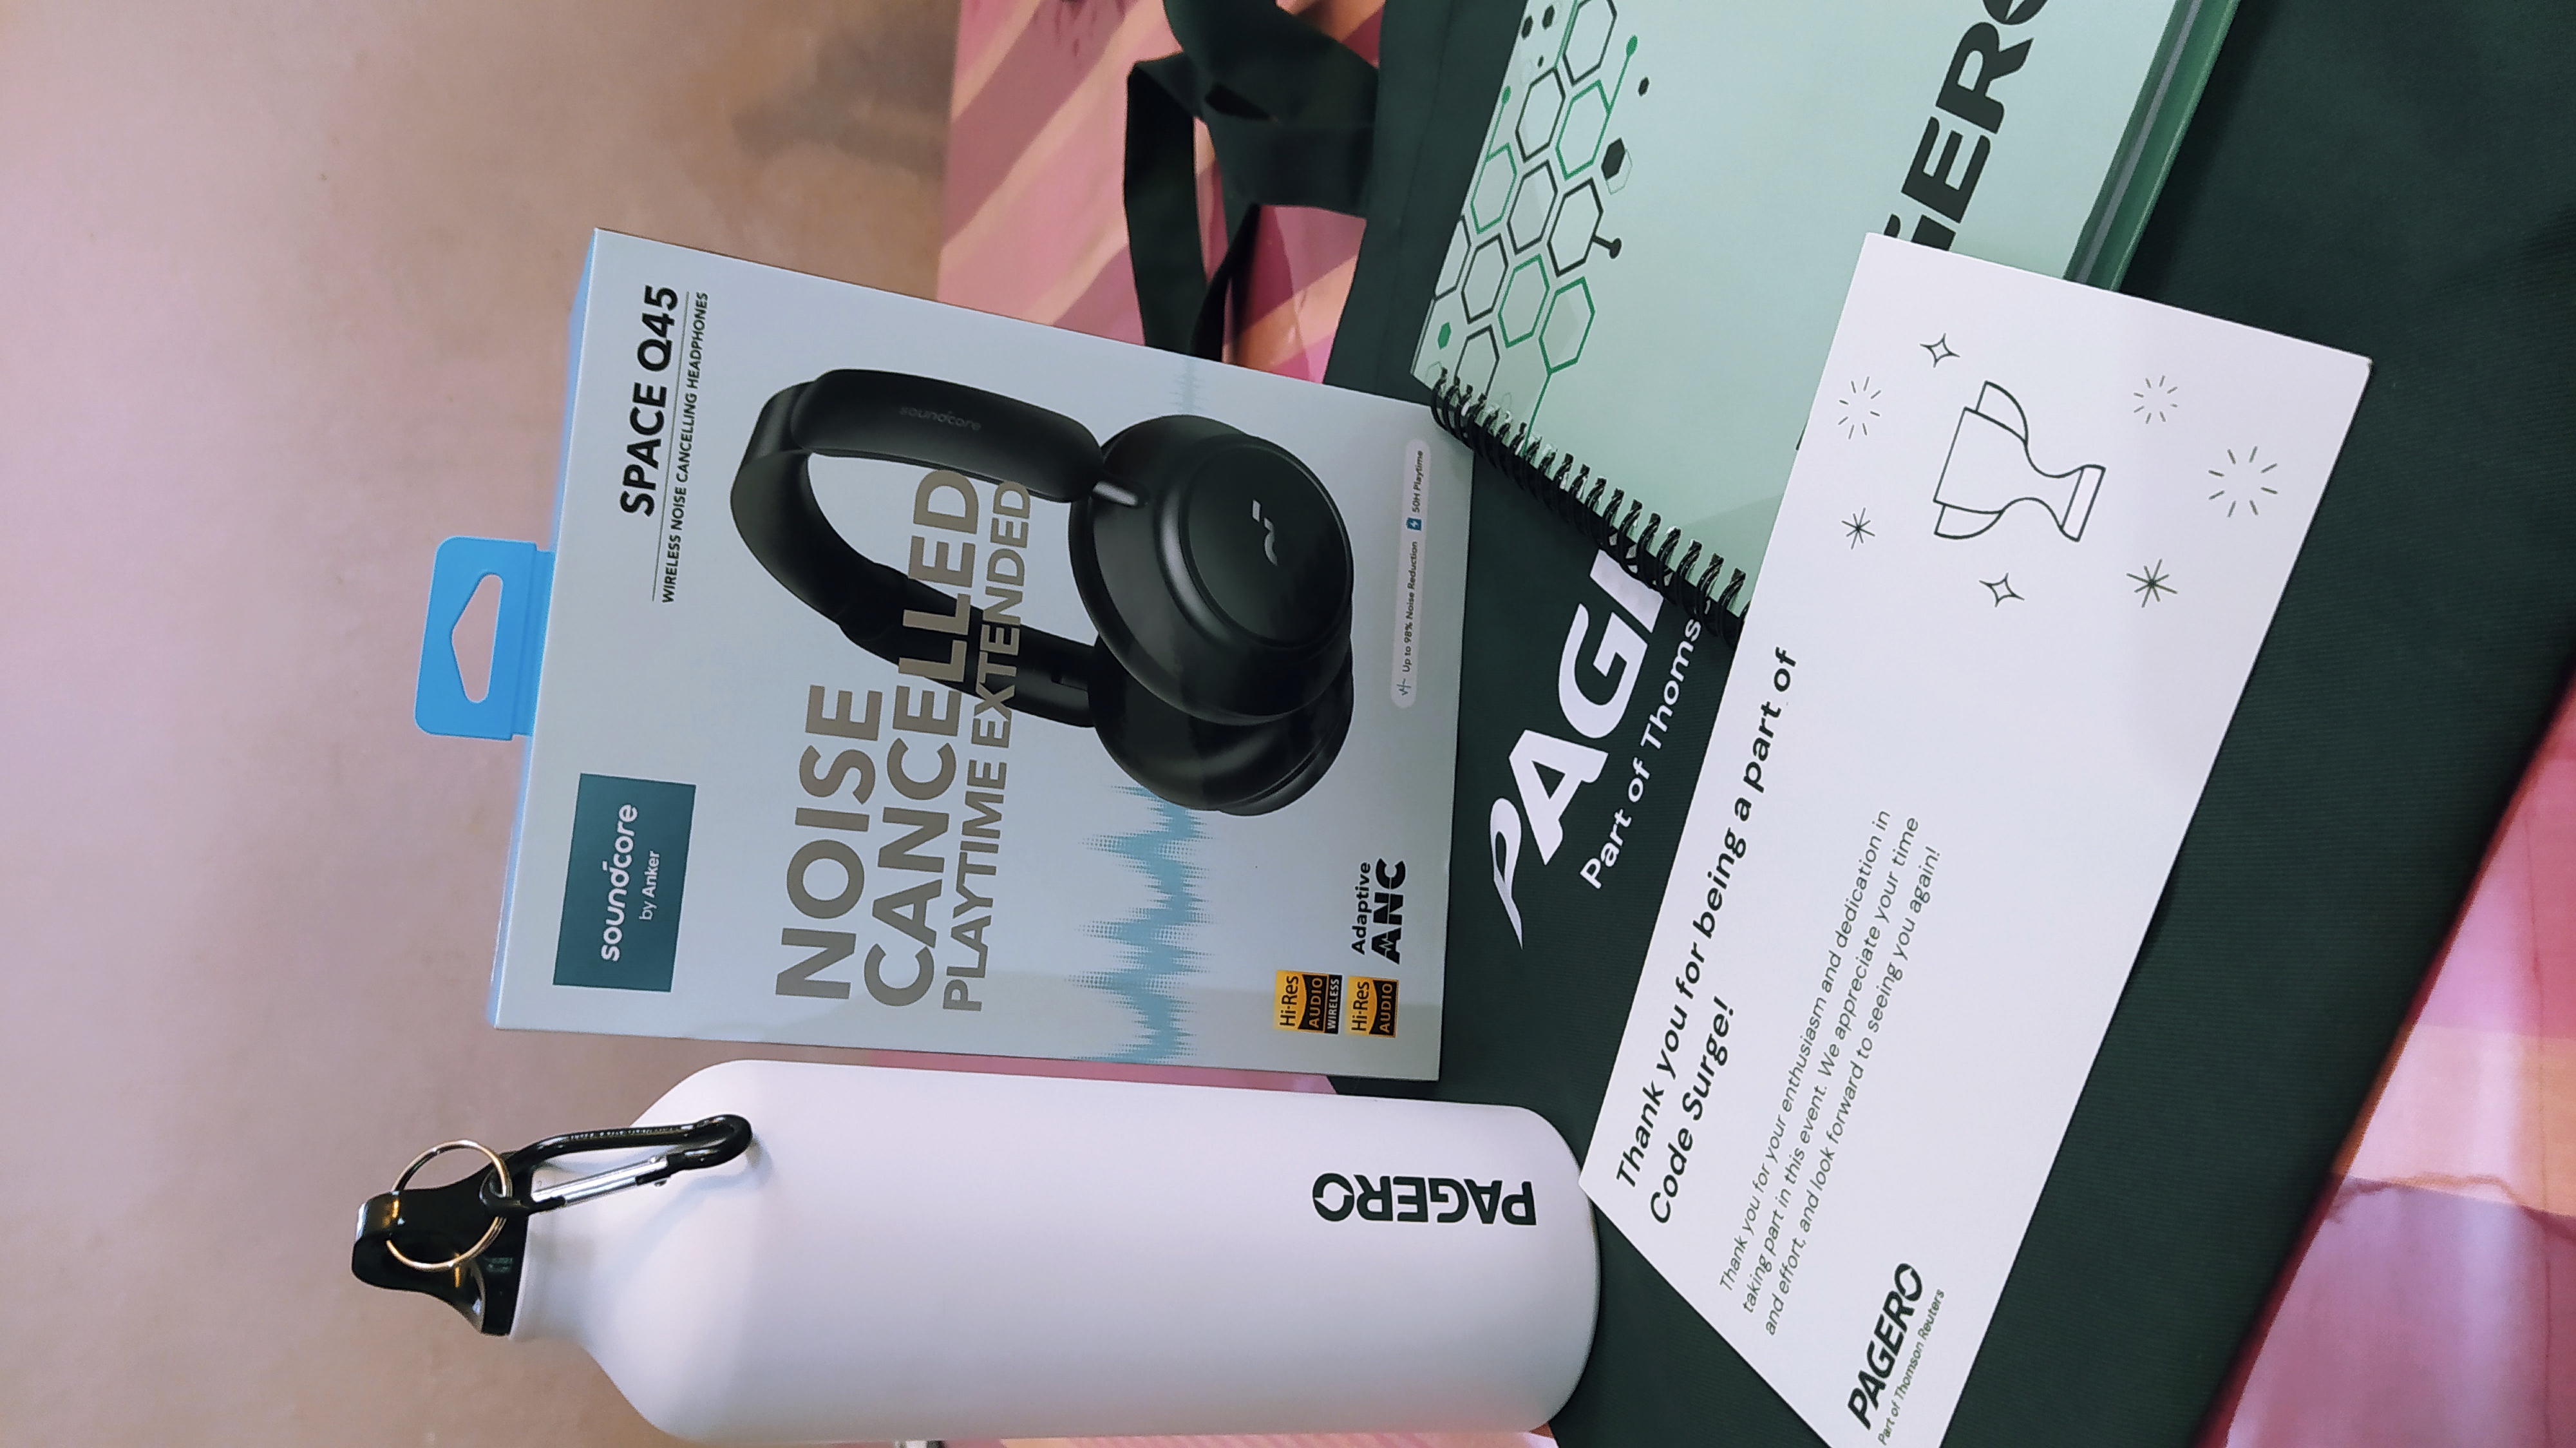 soundcore
by Anker
SPACE Q45
WIRELESS NOISE CANCELLING HEADPHONES
NOISE
CANCELLED
PLAYTIME EXTENDED
soundcore
Hi-Res
AUDIO
WIRELESS
Hi-Res
AUDIO
Adaptive
ANC
Up to 98% Noise Reduction 50H Playtime
PAGERO
PAGE
Part of Thoms
Thank you for being a part of
Code Surge!
Thank you for your enthusiasm and dedication in
taking part in this event. We appreciate your time
and effort, and look forward to seeing you again!
PAGERO
Part of Thomson Reuters
GERO